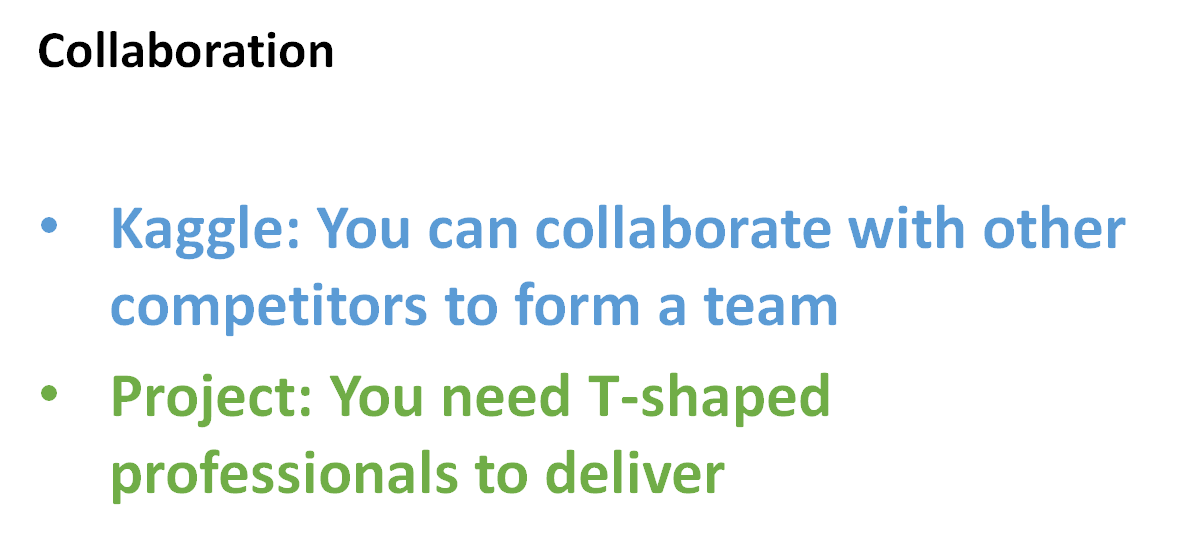 Collaboration
• Kaggle: You can collaborate with other
competitors to form a team
• Project: You need T-shaped
professionals to deliver